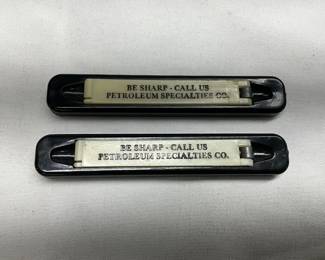 BE SHARP - CALL US
PETROLEUM SPECIALTIES CO.
BE SHARP - CALL US
PETROLEUM SPECIALTIES CO.